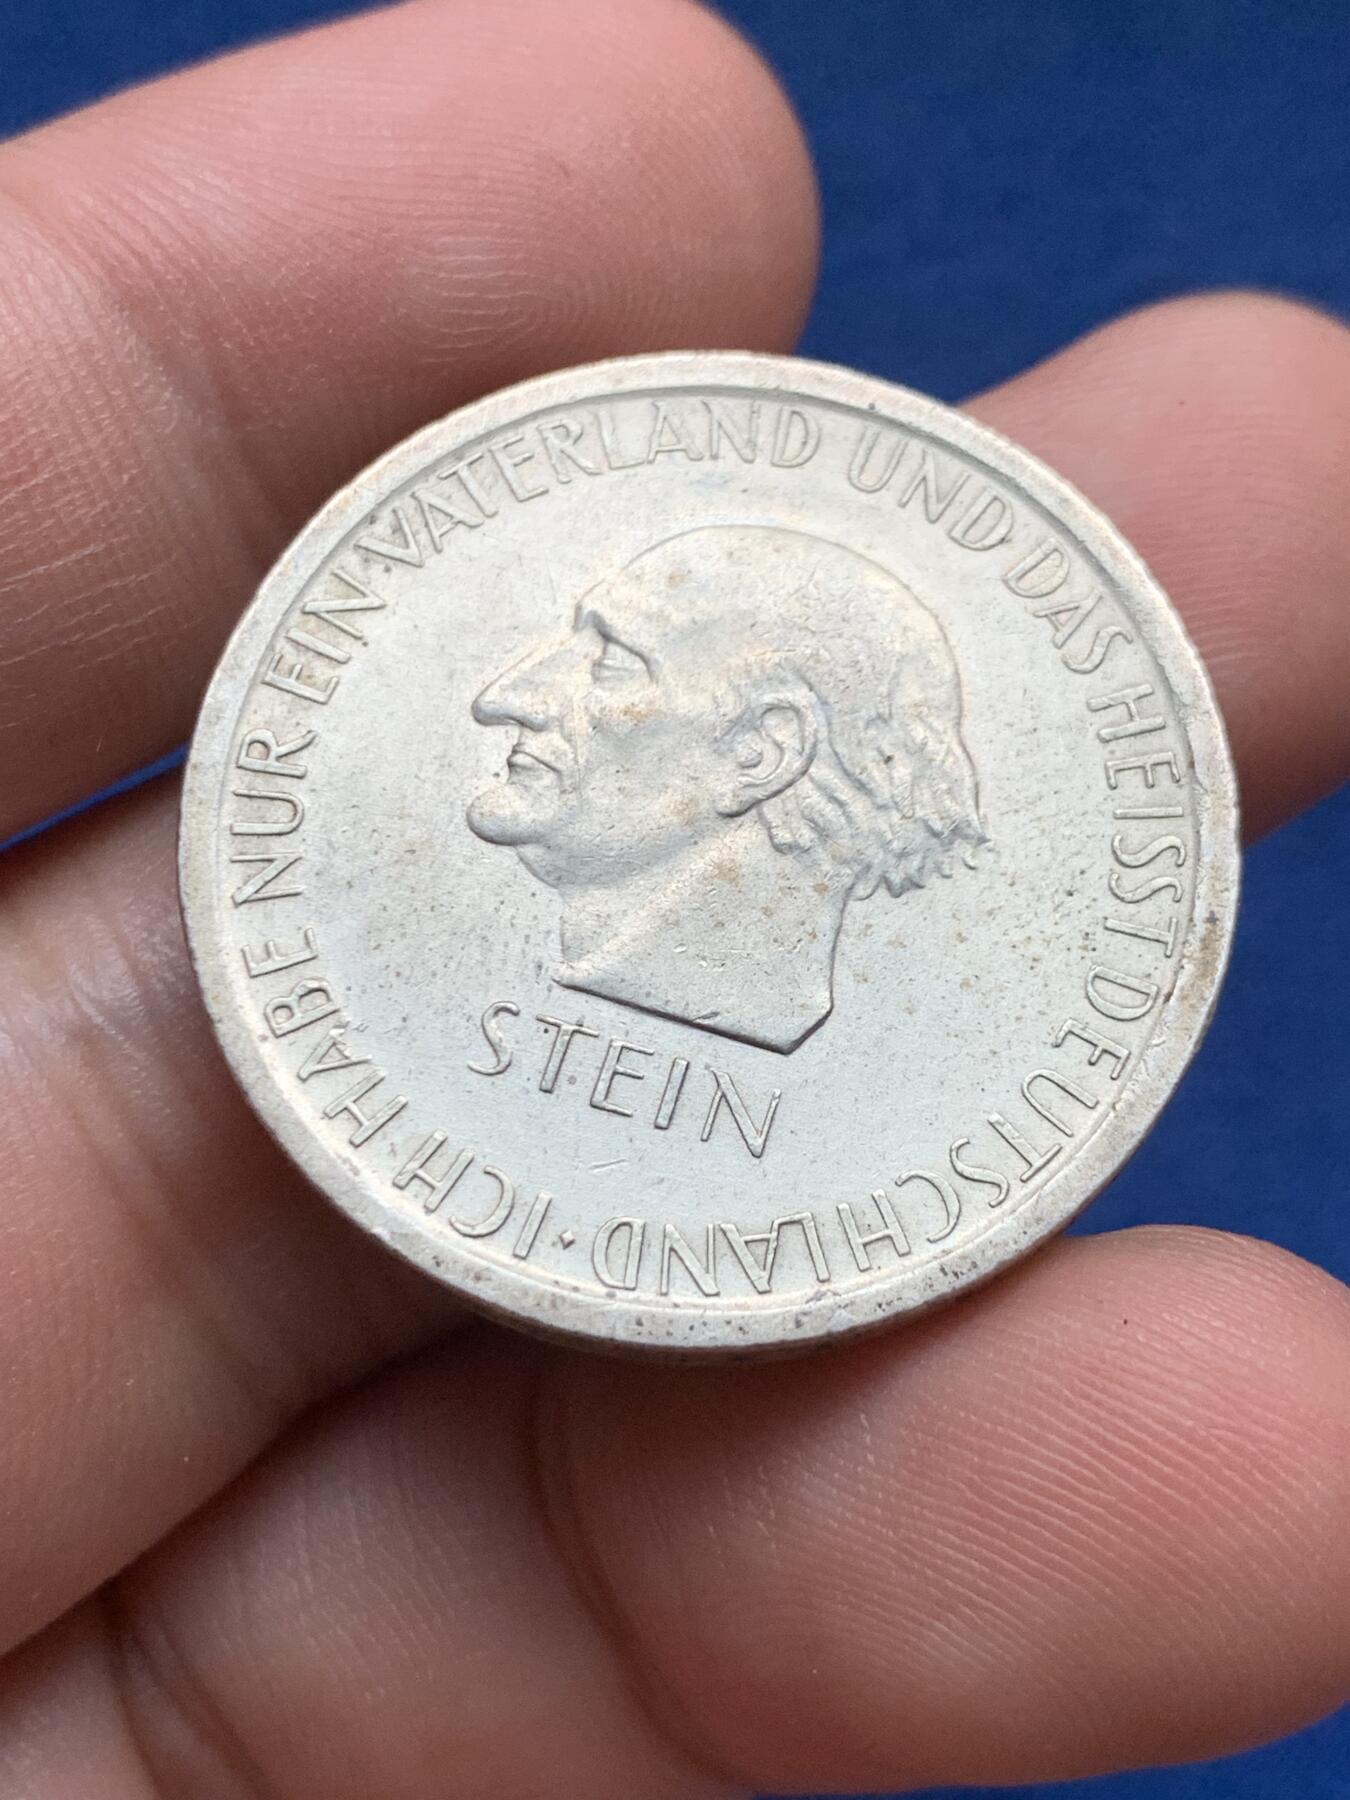 ICH HABE NUR EIN VATERLAND UND DAS HEISST DEUTSCHLAND ·
STEIN